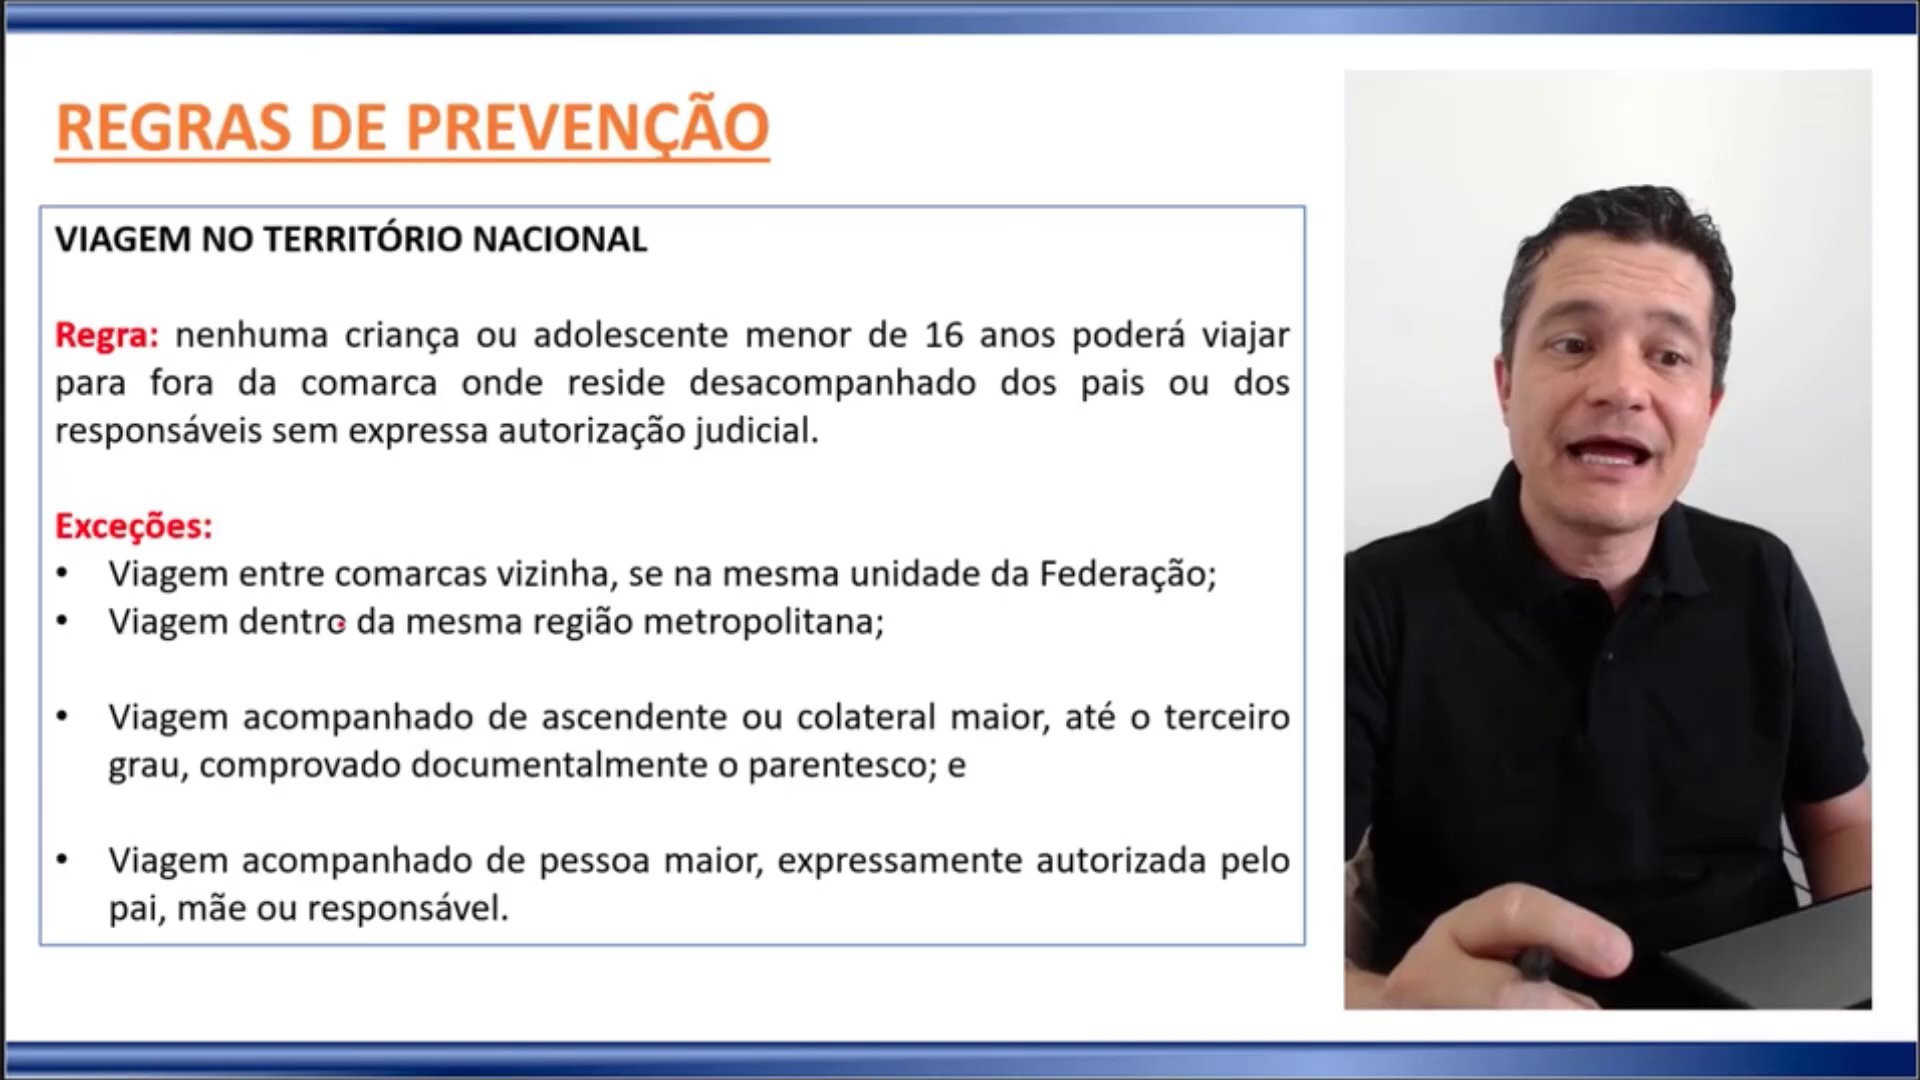 REGRAS DE PREVENÇÃO
VIAGEM NO TERRITÓRIO NACIONAL
Regra: nenhuma criança ou adolescente menor de 16 anos poderá viajar
para fora da comarca onde reside desacompanhado dos pais ou dos
responsáveis sem expressa autorização judicial.
Exceções:
• Viagem entre comarcas vizinha, se na mesma unidade da Federação;
• Viagem dentro da mesma região metropolitana;
• Viagem acompanhado de ascendente ou colateral maior, até o terceiro
grau, comprovado documentalmente o parentesco; e
• Viagem acompanhado de pessoa maior, expressamente autorizada pelo
pai, mãe ou responsável.